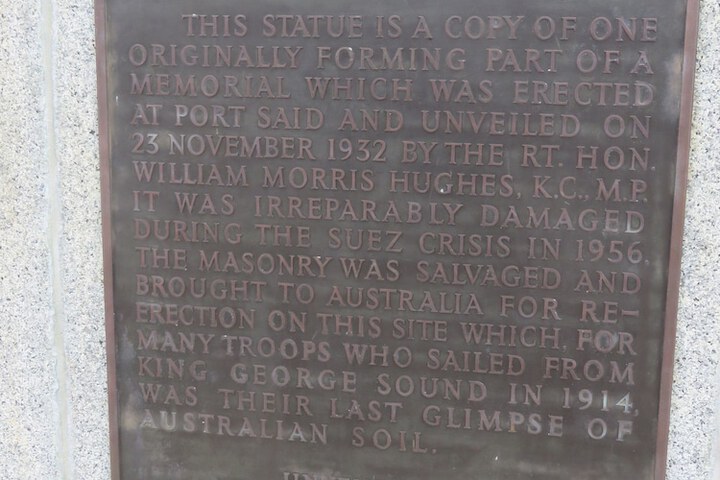 THIS STATUE IS A COPY OF ONE
ORIGINALLY FORMING PART OF A
MEMORIAL WHICH WAS ERECTED
AT PORT SAID AND UNVEILED ON
23 NOVEMBER 1932 BY THE RT. HON.
WILLIAM MORRIS HUGHES, K.C., M.P.
IT WAS IRREPARABLY DAMAGED
DURING THE SUEZ CRISIS IN 1956.
THE MASONRY WAS SALVAGED AND
BROUGHT TO AUSTRALIA FOR RE-
ERECTION ON THIS SITE WHICH, FOR
MANY TROOPS WHO SAILED FROM
KING GEORGE SOUND IN 1914,
WAS THEIR LAST GLIMPSE OF
AUSTRALIAN SOIL.